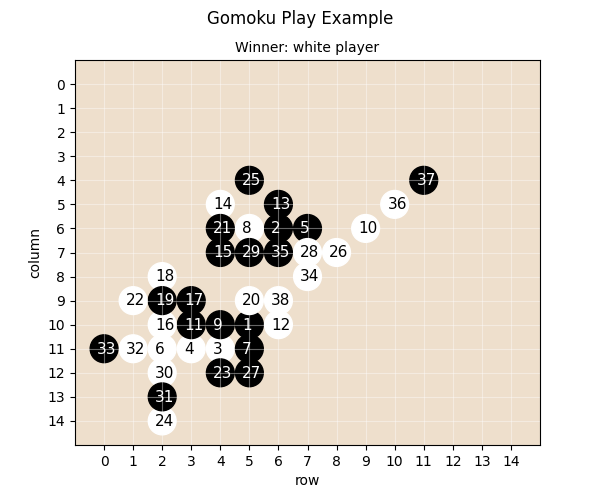 Gomoku Play Example
Winner: white player
0
1
2
3
4 25 37
5 14 13 36
6 21 8 2 5 10
7 15 29 35 28 26
column
8 18 34
9 22 19 17 20 38
10 16 11 9 1 12
11 33 32 6 4 3 7
12 30 23 27
13 31
14 24
0 1 2 3 4 5 6 7 8 9 10 11 12 13 14
row